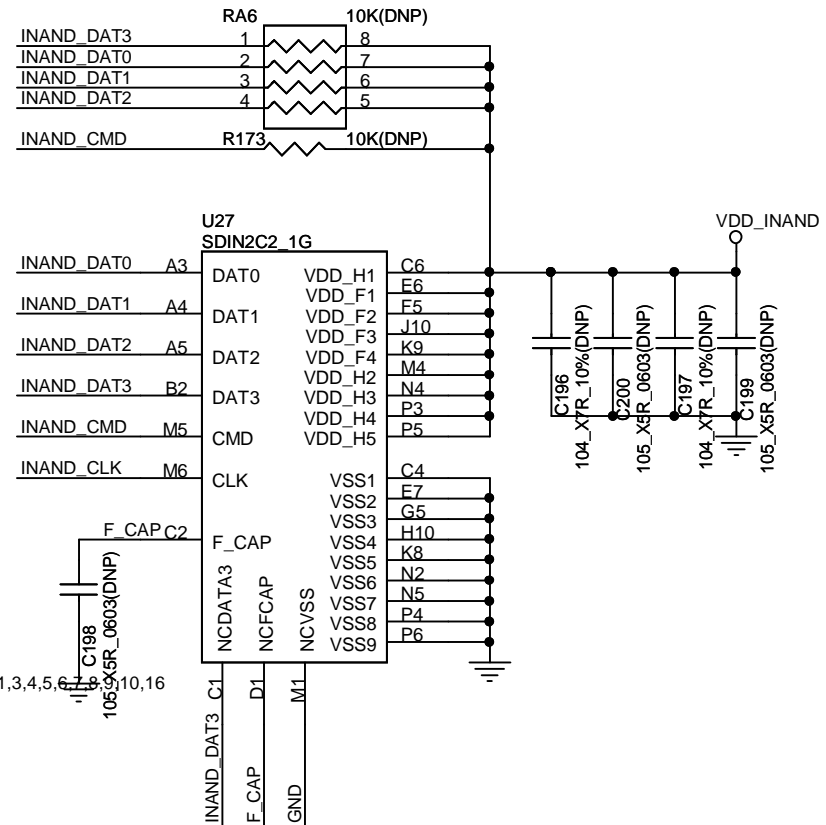 RA6 10K(DNP)
INAND_DAT3 1 8
INAND_DAT0 2 7
INAND_DAT1 3 6
INAND_DAT2 4 5
INAND_CMD R173 10K(DNP)
U27
SDIN2C2_1G
VDD_INAND
INAND_DAT0 A3 DAT0
INAND_DAT1 A4 DAT1
INAND_DAT2 A5 DAT2
INAND_DAT3 B2 DAT3
INAND_CMD M5 CMD
INAND_CLK M6 CLK
F_CAP C2 F_CAP
VDD_H1 C6
VDD_F1 E6
VDD_F2 F5
VDD_F3 J10
VDD_F4 K9
VDD_H2 M4
VDD_H3 N4
VDD_H4 P3
VDD_H5 P5
VSS1 C4
VSS2 E7
VSS3 G5
VSS4 H10
VSS5 K8
VSS6 N2
VSS7 N5
VSS8 P4
VSS9 P6
C196
104_X7R_10%(DNP)
C200
105_X5R_0603(DNP)
C197
104_X7R_10%(DNP)
C199
105_X5R_0603(DNP)
C198
105_X5R_0603(DNP)
1,3,4,5,6,7,8,9,10,16
NCDATA3 C1 INAND_DAT3
NCFCAP D1 F_CAP
NCVSS M1 GND